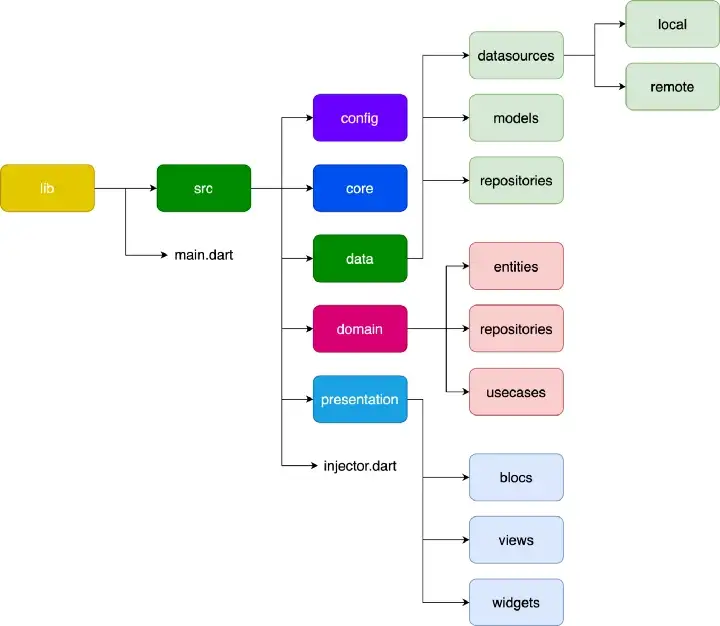 lib
src
main.dart
config
core
data
domain
presentation
injector.dart
datasources
models
repositories
local
remote
entities
repositories
usecases
blocs
views
widgets